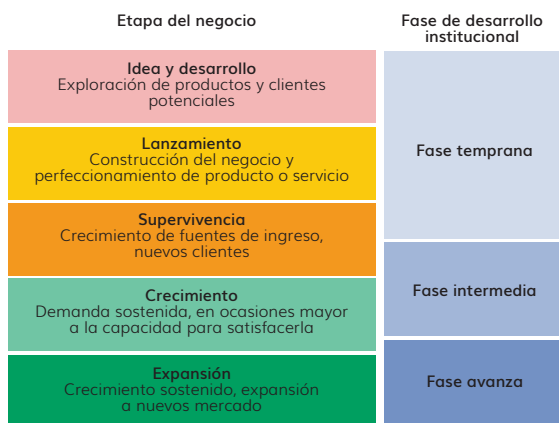 Etapa del negocio
Fase de desarrollo
institucional
Idea y desarrollo
Exploración de productos y clientes
potenciales
Lanzamiento
Construcción del negocio y
perfeccionamiento de producto o servicio
Supervivencia
Crecimiento de fuentes de ingreso,
nuevos clientes
Crecimiento
Demanda sostenida, en ocasiones mayor
a la capacidad para satisfacerla
Expansión
Crecimiento sostenido, expansión
a nuevos mercado
Fase temprana
Fase intermedia
Fase avanza